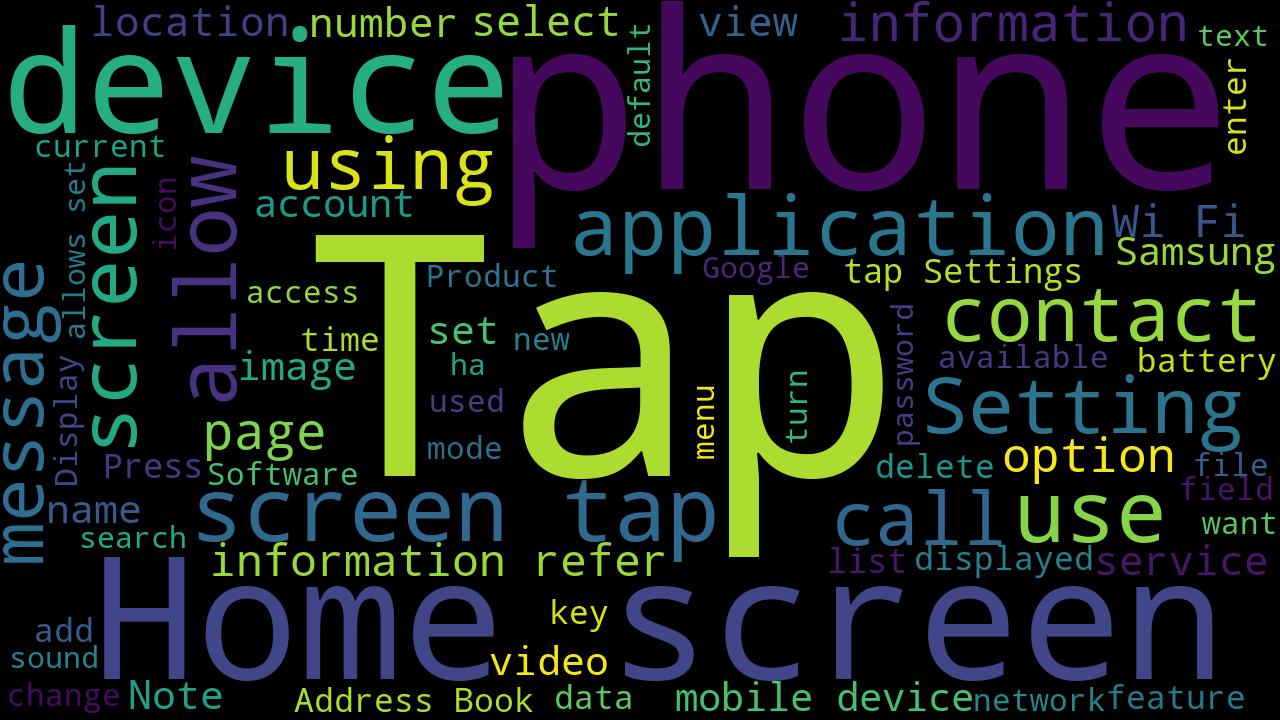 location number select view information text
device phone default enter
current using
allows set screen icon allow account application Wi Fi
Samsung
message access Product Google tap Settings
Tap
time set new contact
image ha password available battery
Display used menu turn Setting
page mode option
Press Software delete file
name screen tap call use field
search want
information refer list displayed service
Home screen
key
add
sound video
change Note Address Book data mobile device network feature